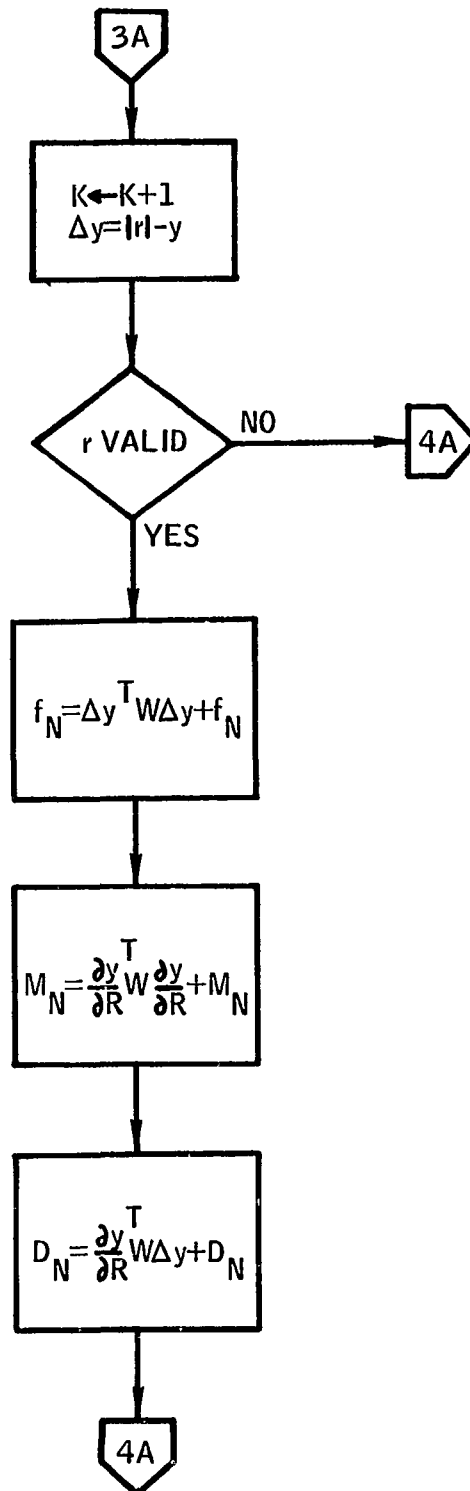 3A
K←K+1
Δy=|r|-y
r VALID
NO
4A
YES
f_N=Δy^T WΔy+f_N
M_N=∂y/∂R^T W ∂y/∂R+M_N
D_N=∂y/∂R^T WΔy+D_N
4A